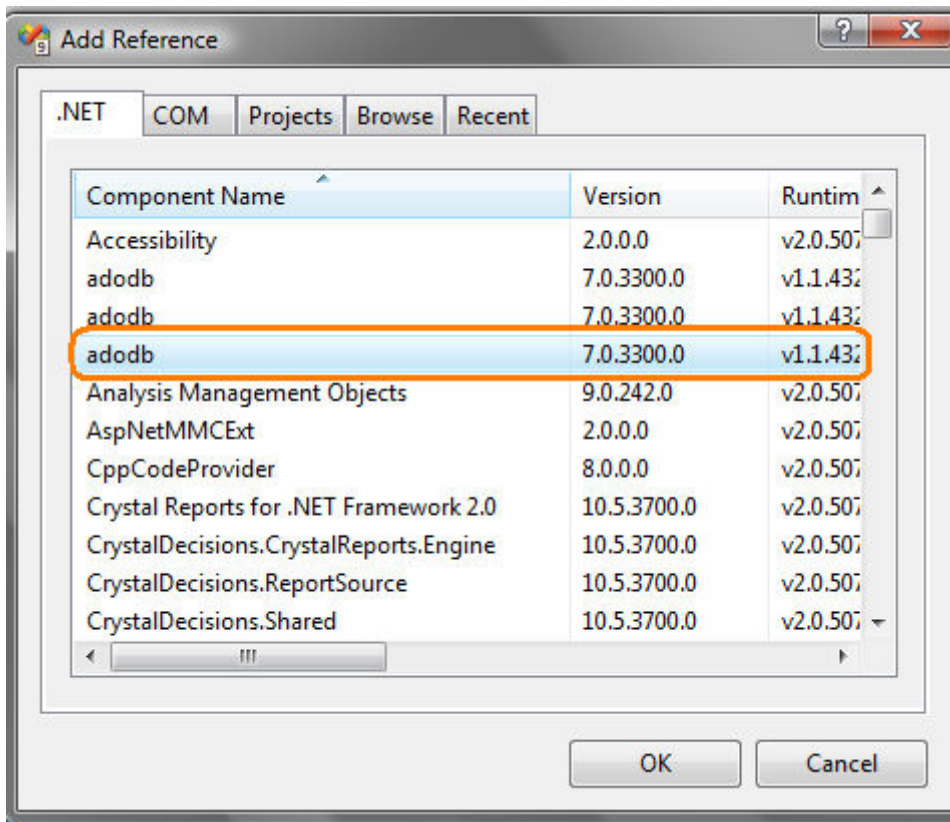 Add Reference
.NET COM Projects Browse Recent
Component Name Version Runtim
Accessibility 2.0.0.0 v2.0.507
adodb 7.0.3300.0 v1.1.432
adodb 7.0.3300.0 v1.1.432
adodb 7.0.3300.0 v1.1.432
Analysis Management Objects 9.0.242.0 v2.0.507
AspNetMMCExt 2.0.0.0 v2.0.507
CppCodeProvider 8.0.0.0 v2.0.507
Crystal Reports for .NET Framework 2.0 10.5.3700.0 v2.0.507
CrystalDecisions.CrystalReports.Engine 10.5.3700.0 v2.0.507
CrystalDecisions.ReportSource 10.5.3700.0 v2.0.507
CrystalDecisions.Shared 10.5.3700.0 v2.0.507
OK Cancel